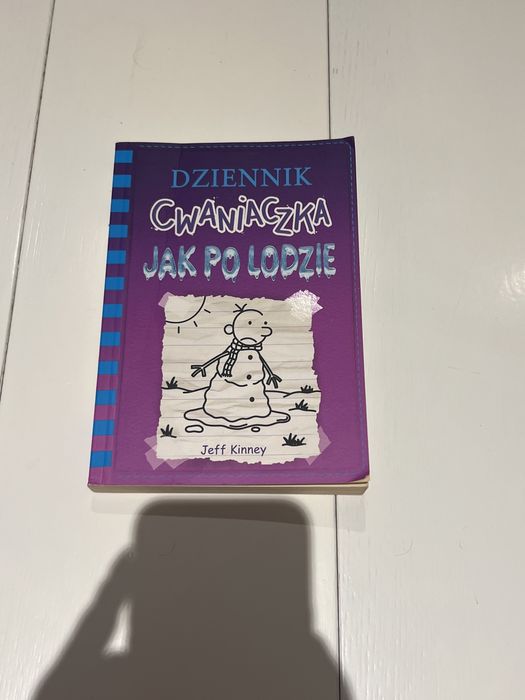 DZIENNIK
CWANIACZKA
JAK PO LODZIE
Jeff Kinney